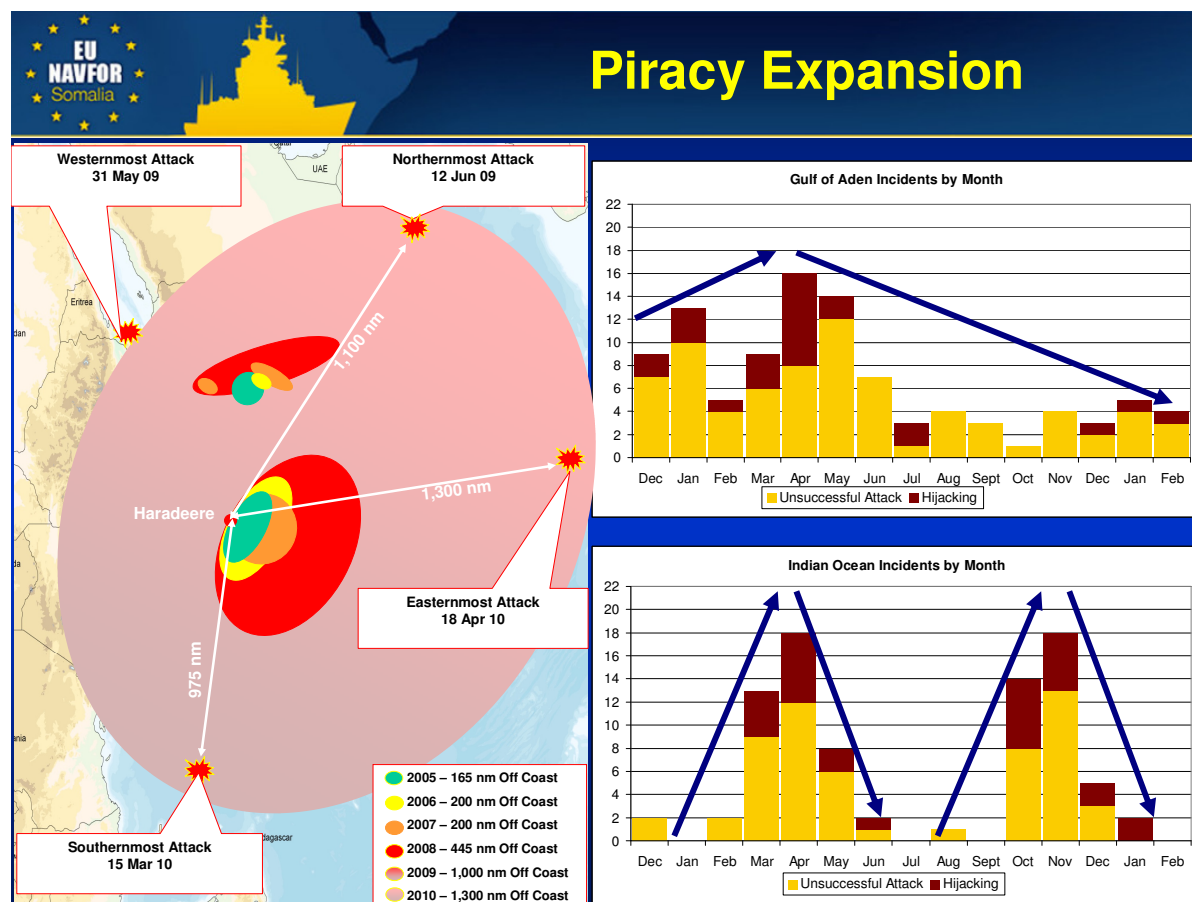 EU
NAVFOR
Somalia
Piracy Expansion
Westernmost Attack
31 May 09
Northernmost Attack
12 Jun 09
UAE
Eritrea
dan
1,100 nm
1,300 nm
Haradeere
da
Easternmost Attack
18 Apr 10
975 nm
ania
dagascar
Southernmost Attack
15 Mar 10
2005 – 165 nm Off Coast
2006 – 200 nm Off Coast
2007 – 200 nm Off Coast
2008 – 445 nm Off Coast
2009 – 1,000 nm Off Coast
2010 – 1,300 nm Off Coast
Gulf of Aden Incidents by Month
22
20
18
16
14
12
10
8
6
4
2
0
Dec Jan Feb Mar Apr May Jun Jul Aug Sep Oct Nov Dec Jan Feb
Unsuccessful Attack Hijacking
Indian Ocean Incidents by Month
22
20
18
16
14
12
10
8
6
4
2
0
Dec Jan Feb Mar Apr May Jun Jul Aug Sept Oct Nov Dec Jan Feb
Unsuccessful Attack Hijacking